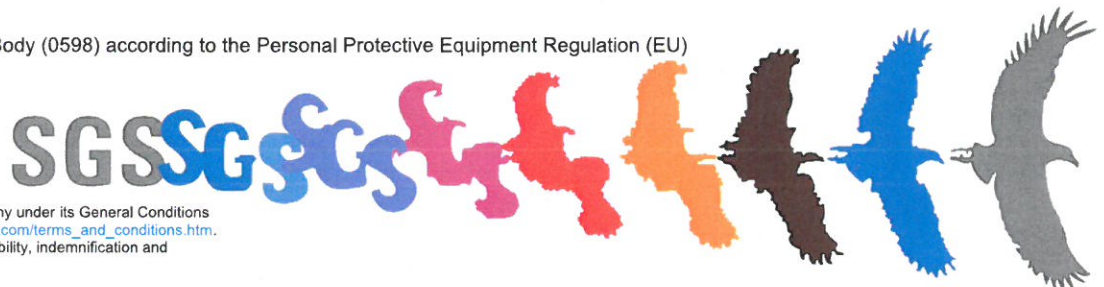 Body (0598) according to the Personal Protective Equipment Regulation (EU)
SGSSGSSGS
ny under its General Conditions
com/terms_and_conditions.htm.
bility, indemnification and